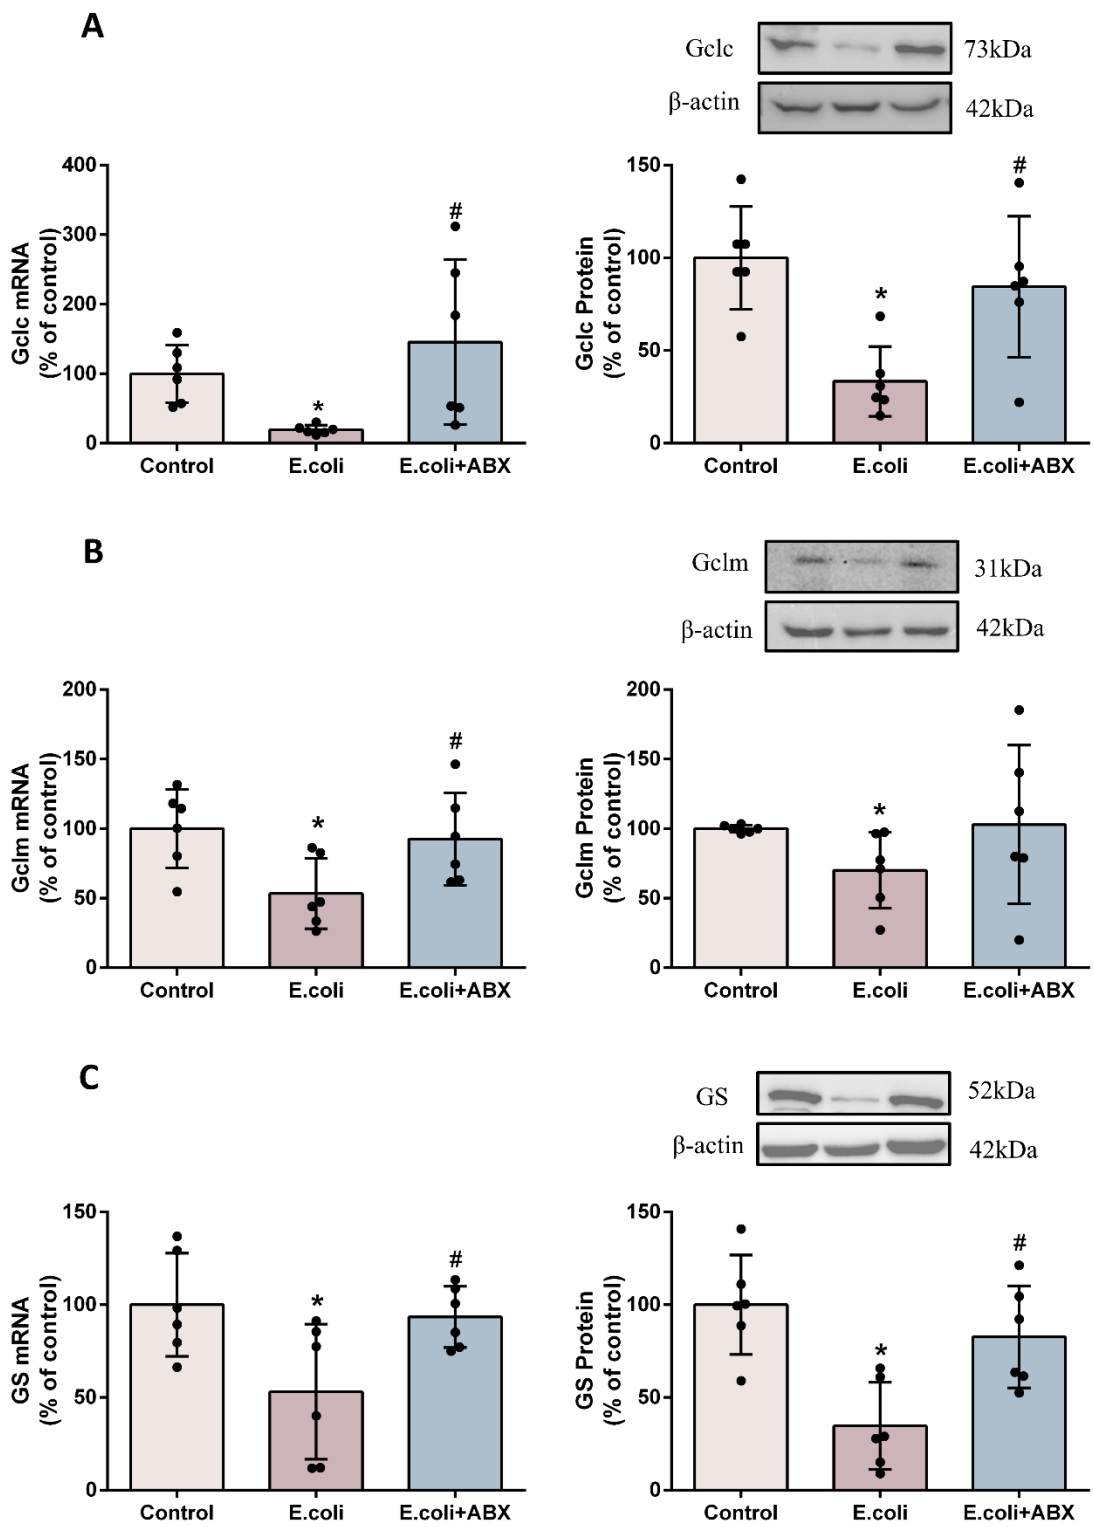 A
Gclc
73kDa
β-actin
42kDa
400
300
200
100
0
Gclc mRNA
(% of control)
#
*
Control
E.coli
E.coli+ABX
150
100
50
0
Gclc Protein
(% of control)
#
*
Control
E.coli
E.coli+ABX
B
Gclm
31kDa
β-actin
42kDa
200
150
100
50
0
Gclm mRNA
(% of control)
#
*
Control
E.coli
E.coli+ABX
200
150
100
50
0
Gclm Protein
(% of control)
*
Control
E.coli
E.coli+ABX
C
GS
52kDa
β-actin
42kDa
150
100
50
0
GS mRNA
(% of control)
#
*
Control
E.coli
E.coli+ABX
150
100
50
0
GS Protein
(% of control)
#
*
Control
E.coli
E.coli+ABX